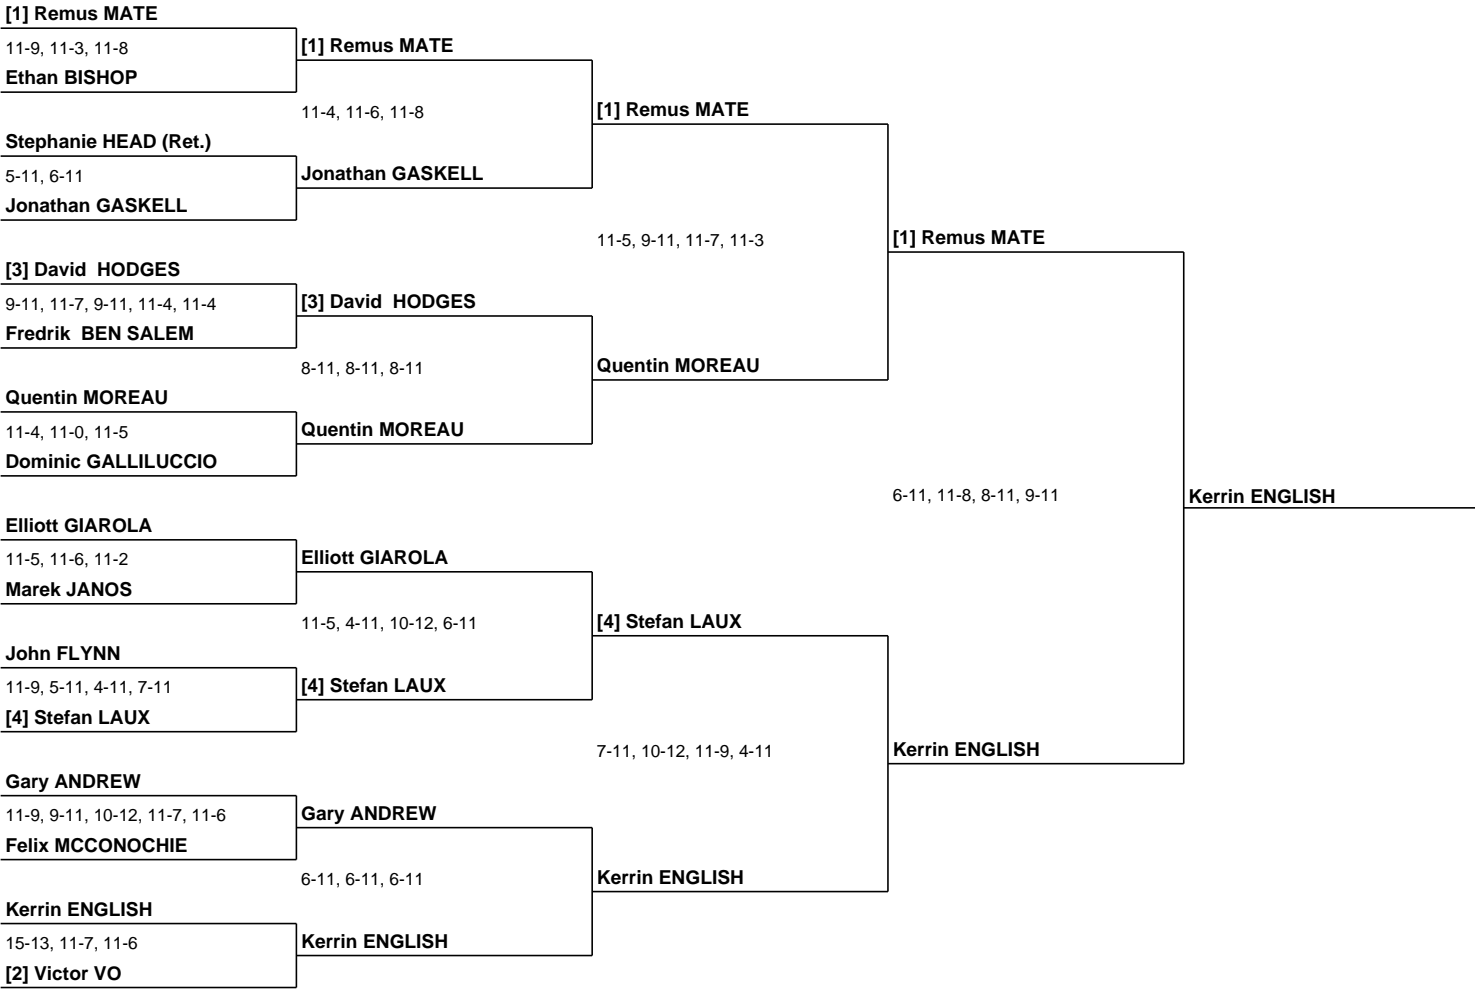 [1] Remus MATE
11-9, 11-3, 11-8
Ethan BISHOP
Stephanie HEAD (Ret.)
5-11, 6-11
Jonathan GASKELL
[3] David  HODGES
9-11, 11-7, 9-11, 11-4, 11-4
Fredrik  BEN SALEM
Quentin MOREAU
11-4, 11-0, 11-5
Dominic GALLILUCCIO
Elliott GIAROLA
11-5, 11-6, 11-2
Marek JANOS
John FLYNN
11-9, 5-11, 4-11, 7-11
[4] Stefan LAUX
Gary ANDREW
11-9, 9-11, 10-12, 11-7, 11-6
Felix MCCONOCHIE
Kerrin ENGLISH
15-13, 11-7, 11-6
[2] Victor VO
[1] Remus MATE
11-4, 11-6, 11-8
Jonathan GASKELL
[3] David  HODGES
8-11, 8-11, 8-11
Quentin MOREAU
Elliott GIAROLA
11-5, 4-11, 10-12, 6-11
[4] Stefan LAUX
Gary ANDREW
6-11, 6-11, 6-11
Kerrin ENGLISH
[1] Remus MATE
11-5, 9-11, 11-7, 11-3
Quentin MOREAU
[4] Stefan LAUX
7-11, 10-12, 11-9, 4-11
Kerrin ENGLISH
[1] Remus MATE
6-11, 11-8, 8-11, 9-11
Kerrin ENGLISH
Kerrin ENGLISH